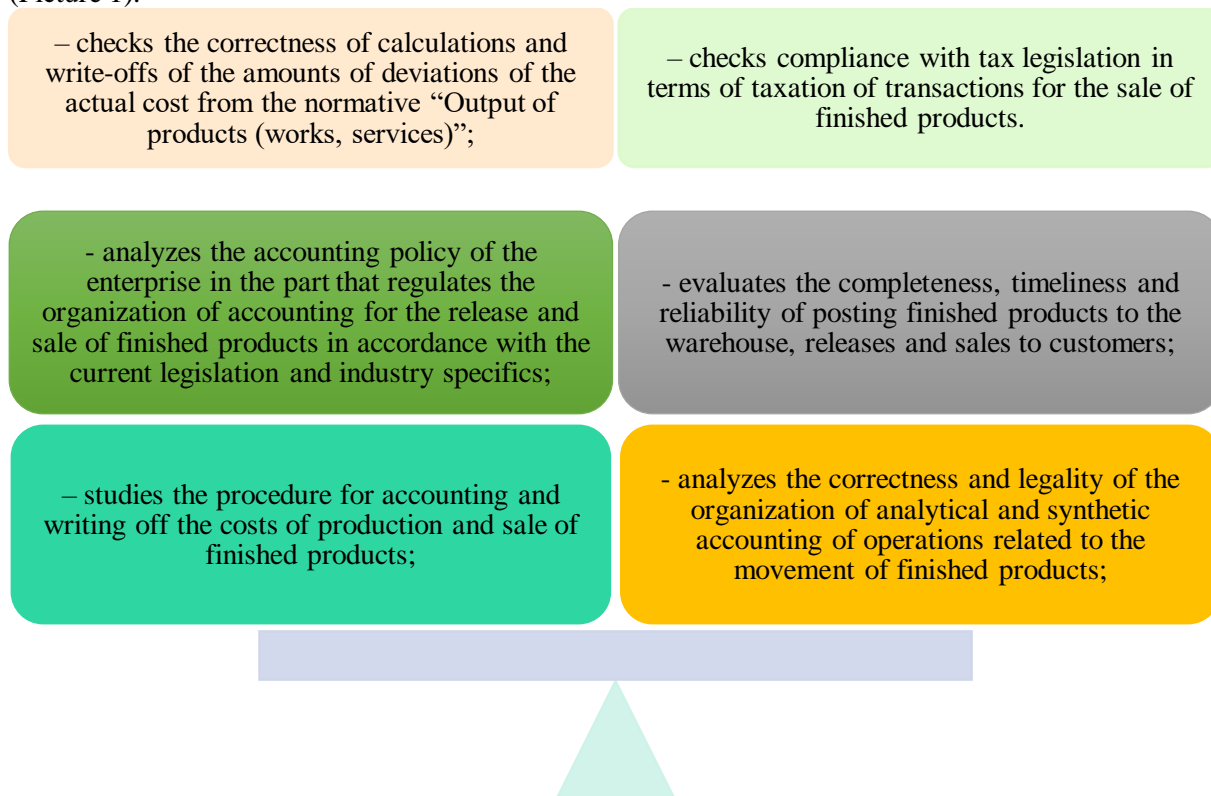 (Picture 1).
– checks the correctness of calculations and
write-offs of the amounts of deviations of the
actual cost from the normative “Output of
products (works, services)”;
– checks compliance with tax legislation in
terms of taxation of transactions for the sale of
finished products.
- analyzes the accounting policy of the
enterprise in the part that regulates the
organization of accounting for the release and
sale of finished products in accordance with the
current legislation and industry specifics;
- evaluates the completeness, timeliness and
reliability of posting finished products to the
warehouse, releases and sales to customers;
– studies the procedure for accounting and
writing off the costs of production and sale of
finished products;
- analyzes the correctness and legality of the
organization of analytical and synthetic
accounting of operations related to the
movement of finished products;